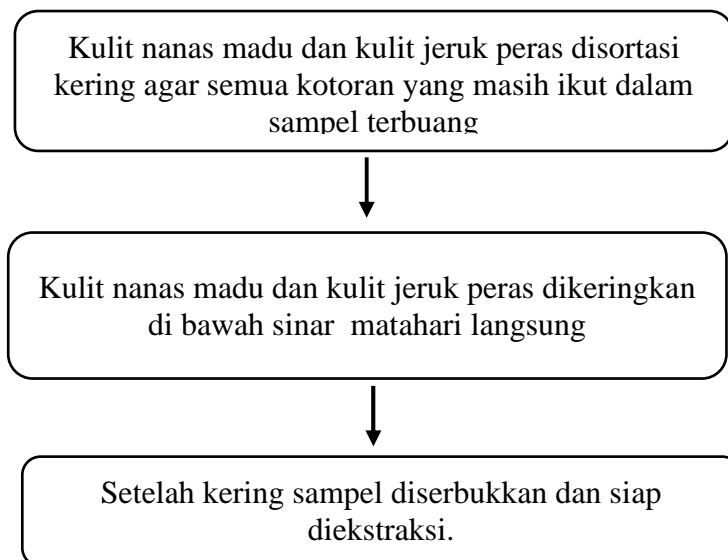 Kulit nanas madu dan kulit jeruk peras disortasi
kering agar semua kotoran yang masih ikut dalam
sampel terbuang
Kulit nanas madu dan kulit jeruk peras dikeringkan
di bawah sinar matahari langsung
Setelah kering sampel diserbukkan dan siap
diekstraksi.